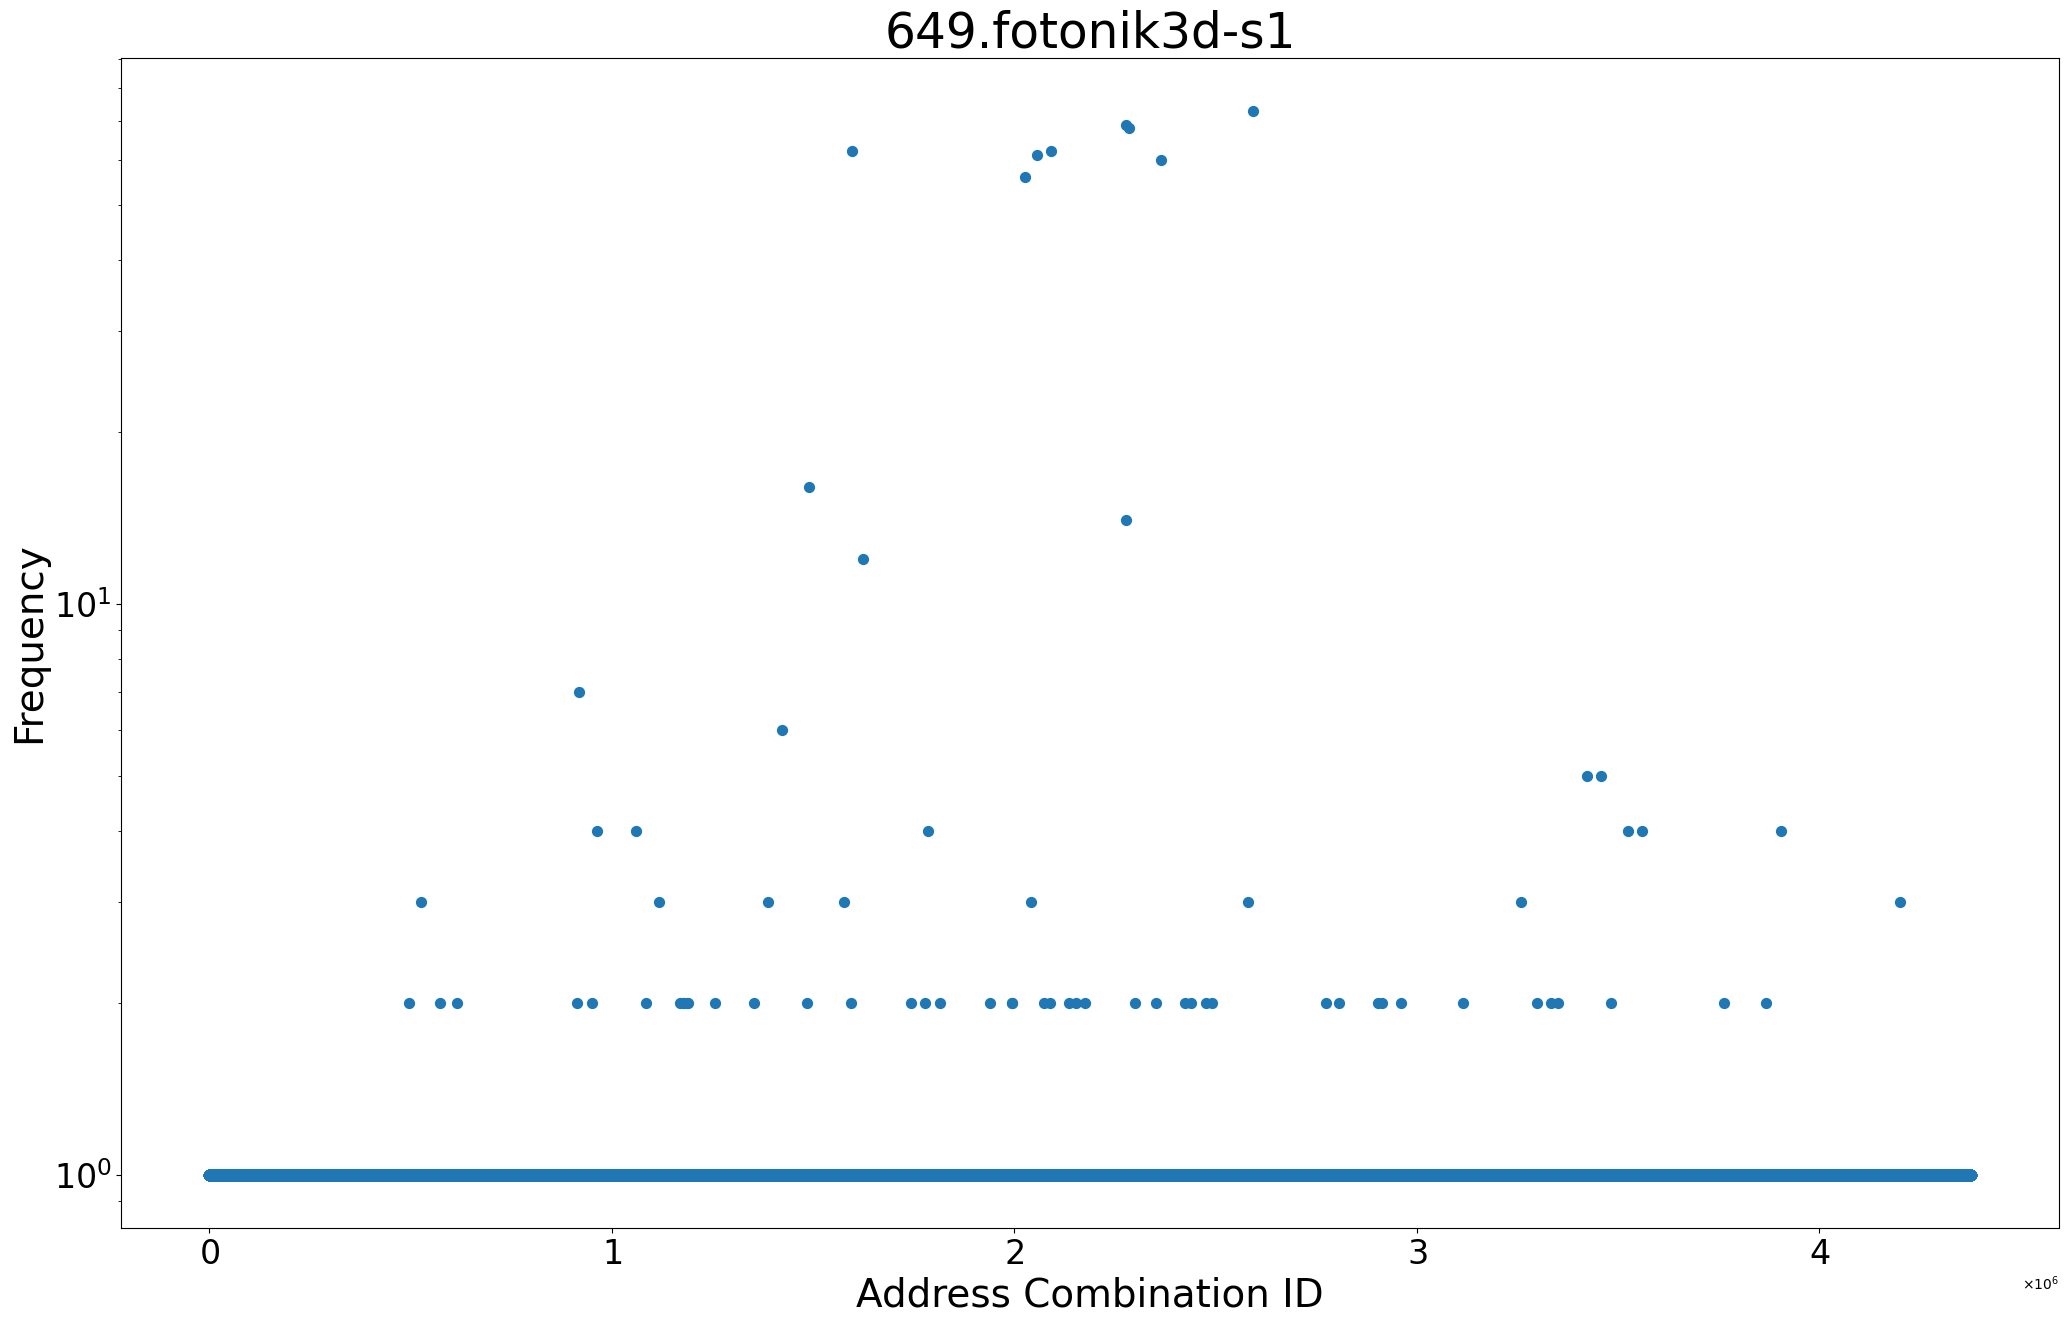 649.fotonik3d-s1
Frequency
10¹
10⁰
0 1 2 3 4
×10⁶
Address Combination ID